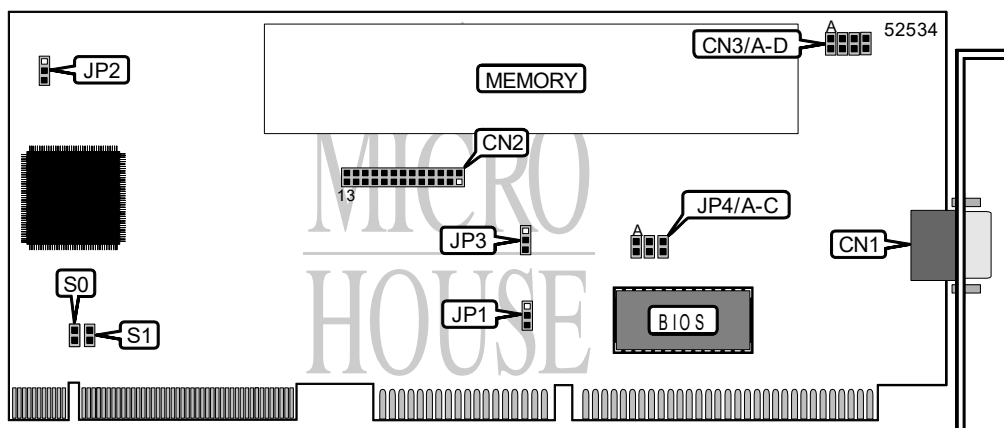 A
52534
CN3/A-D
JP2
MEMORY
CN2
MICRO
13
JP4/A-C
A
JP3
CN1
HOUSE
S0
S1
JP1
BIOS